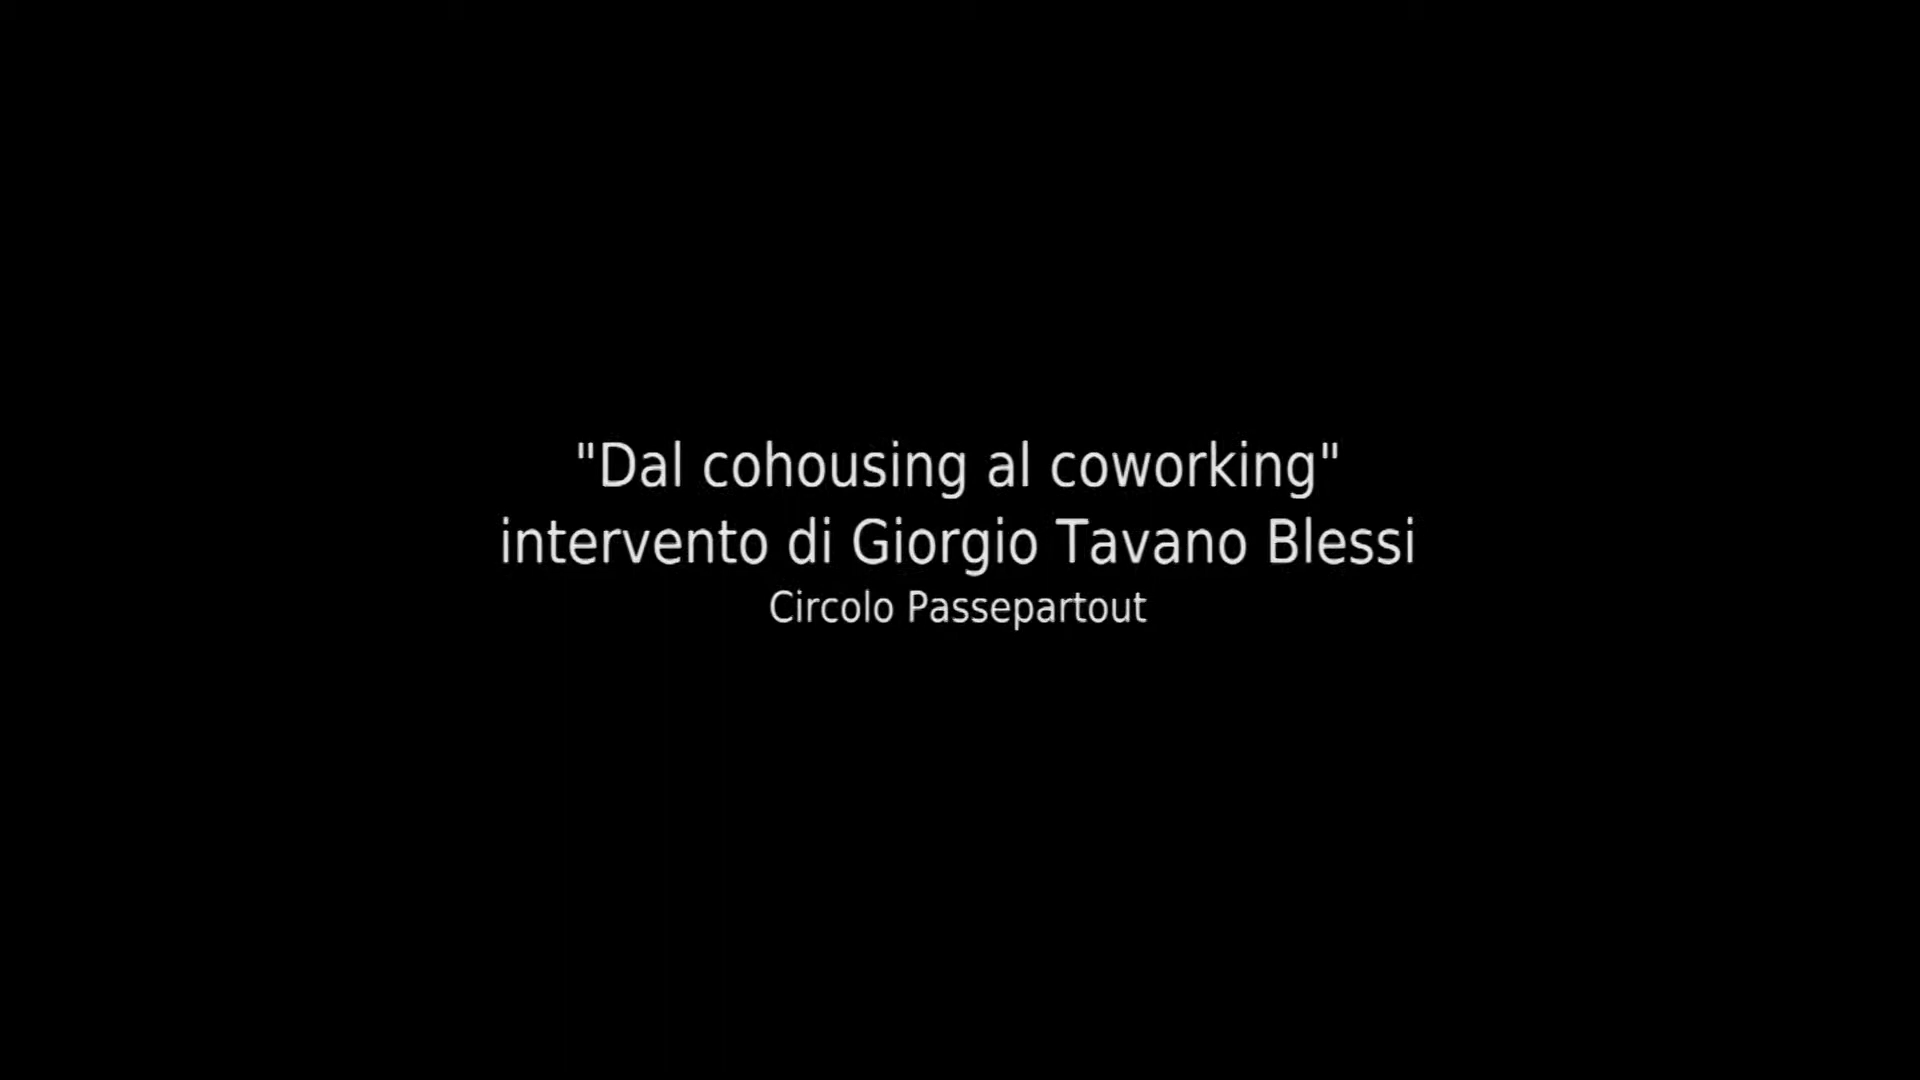 "Dal cohousing al coworking"
intervento di Giorgio Tavano Blessi
Circolo Passepartout